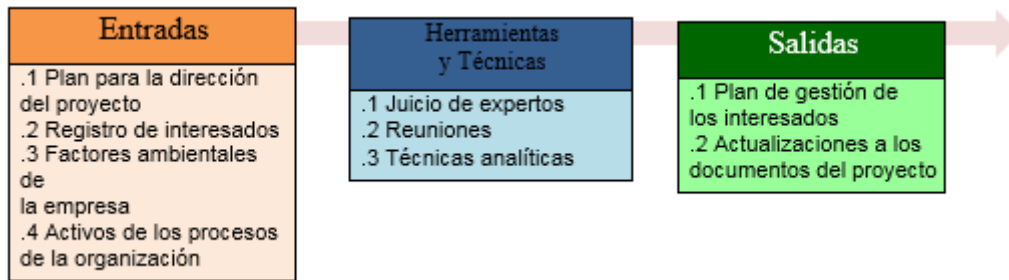 Entradas
.1 Plan para la dirección
del proyecto
.2 Registro de interesados
.3 Factores ambientales
de
la empresa
.4 Activos de los procesos
de la organización
Herramientas
y Técnicas
.1 Juicio de expertos
.2 Reuniones
.3 Técnicas analíticas
Salidas
.1 Plan de gestión de
los interesados
.2 Actualizaciones a los
documentos del proyecto